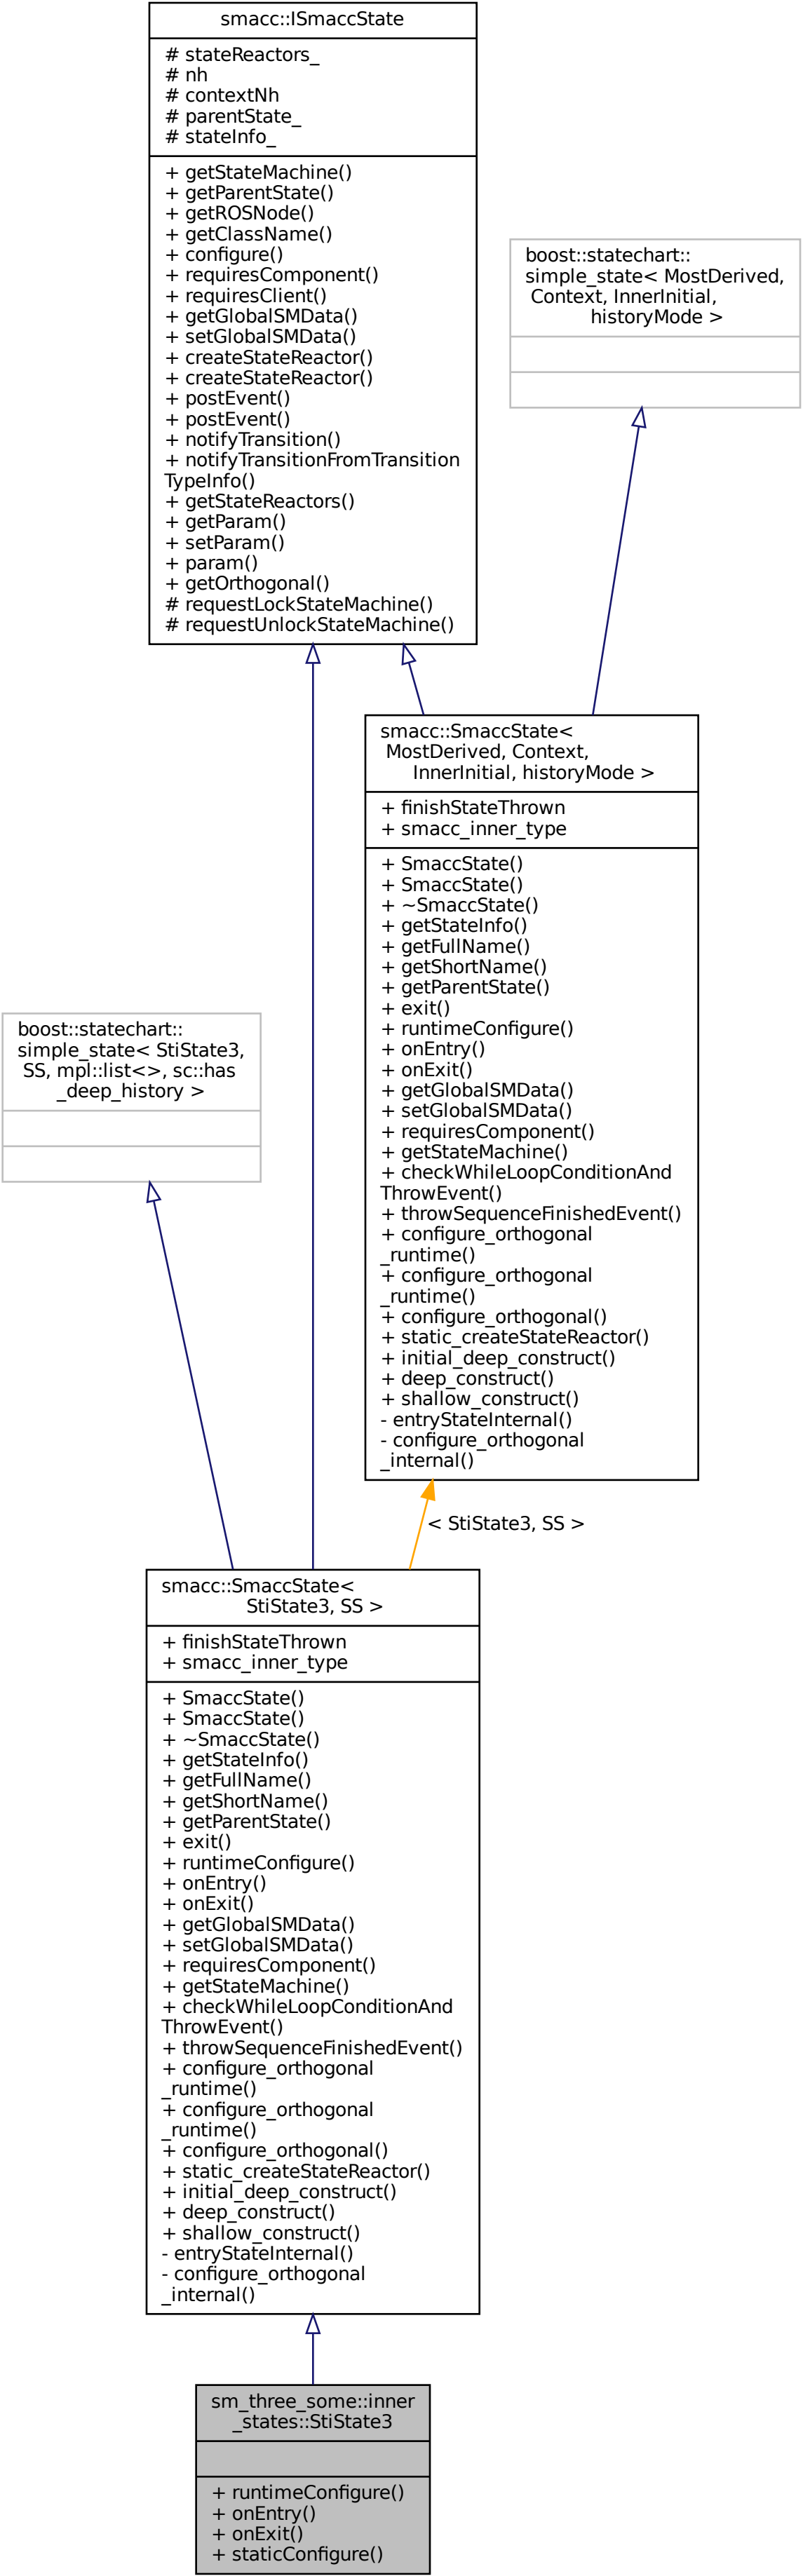 smacc::ISmaccState
# stateReactors_
# nh
# contextNh
# parentState_
# stateInfo_
+ getStateMachine()
+ getParentState()
+ getROSNode()
+ getClassName()
+ configure()
+ requiresComponent()
+ requiresClient()
+ getGlobalSMData()
+ setGlobalSMData()
+ createStateReactor()
+ createStateReactor()
+ postEvent()
+ postEvent()
+ notifyTransition()
+ notifyTransitionFromTransition
TypeInfo()
+ getStateReactors()
+ getParam()
+ setParam()
+ param()
+ getOrthogonal()
# requestLockStateMachine()
# requestUnlockStateMachine()
boost::statechart::
simple_state< MostDerived,
Context, InnerInitial,
historyMode >
smacc::SmaccState<
MostDerived, Context,
InnerInitial, historyMode >
+ finishStateThrown
+ smacc_inner_type
+ SmaccState()
+ SmaccState()
+ ~SmaccState()
+ getStateInfo()
+ getFullName()
+ getShortName()
+ getParentState()
+ exit()
+ runtimeConfigure()
+ onEntry()
+ onExit()
+ getGlobalSMData()
+ setGlobalSMData()
+ requiresComponent()
+ getStateMachine()
+ checkWhileLoopConditionAnd
ThrowEvent()
+ throwSequenceFinishedEvent()
+ configure_orthogonal
_runtime()
+ configure_orthogonal
_runtime()
+ configure_orthogonal()
+ static_createStateReactor()
+ initial_deep_construct()
+ deep_construct()
+ shallow_construct()
- entryStateInternal()
- configure_orthogonal
_internal()
boost::statechart::
simple_state< StiState3,
SS, mpl::list<>, sc::has
_deep_history >
< StiState3, SS >
smacc::SmaccState<
StiState3, SS >
+ finishStateThrown
+ smacc_inner_type
+ SmaccState()
+ SmaccState()
+ ~SmaccState()
+ getStateInfo()
+ getFullName()
+ getShortName()
+ getParentState()
+ exit()
+ runtimeConfigure()
+ onEntry()
+ onExit()
+ getGlobalSMData()
+ setGlobalSMData()
+ requiresComponent()
+ getStateMachine()
+ checkWhileLoopConditionAnd
ThrowEvent()
+ throwSequenceFinishedEvent()
+ configure_orthogonal
_runtime()
+ configure_orthogonal
_runtime()
+ configure_orthogonal()
+ static_createStateReactor()
+ initial_deep_construct()
+ deep_construct()
+ shallow_construct()
- entryStateInternal()
- configure_orthogonal
_internal()
sm_three_some::inner
_states::StiState3
+ runtimeConfigure()
+ onEntry()
+ onExit()
+ staticConfigure()